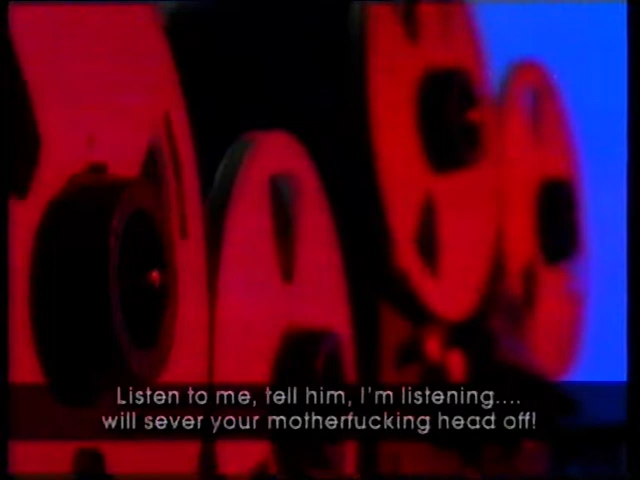 Listen to me, tell him, I'm listening....
will sever your motherfucking head off!